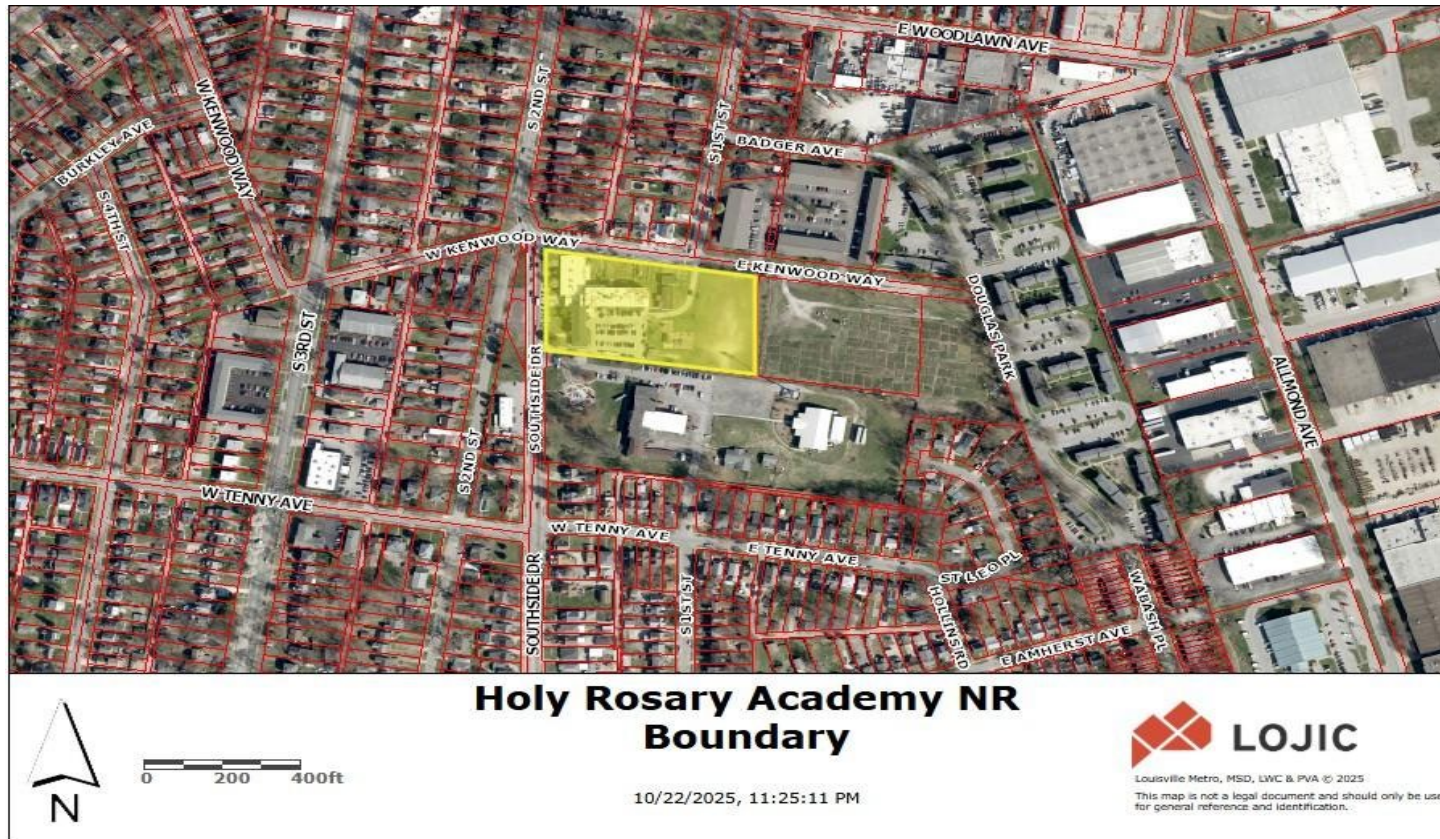 E WOODLAWN AVE
W KENWOOD WAY
S 2ND ST
S 1ST ST
BURKLEY AVE
BADGER AVE
S 4TH ST
W KENWOOD WAY
E KENWOOD WAY
DOUGLAS PARK
S 3RD ST
SOUTHSIDE DR
ALLMOND AVE
S 2ND ST
W TENNY AVE
W TENNY AVE
E TENNY AVE
ST LEO PL
SOUTHSIDE DR
S 1ST ST
HOLLINS RD
WABASH PL
E AMHERST AVE
Holy Rosary Academy NR
Boundary
10/22/2025, 11:25:11 PM
N
0 200 400ft
LOJIC
Louisville Metro, MSD, LWC & PVA © 2025
This map is not a legal document and should only be use
for general reference and identification.